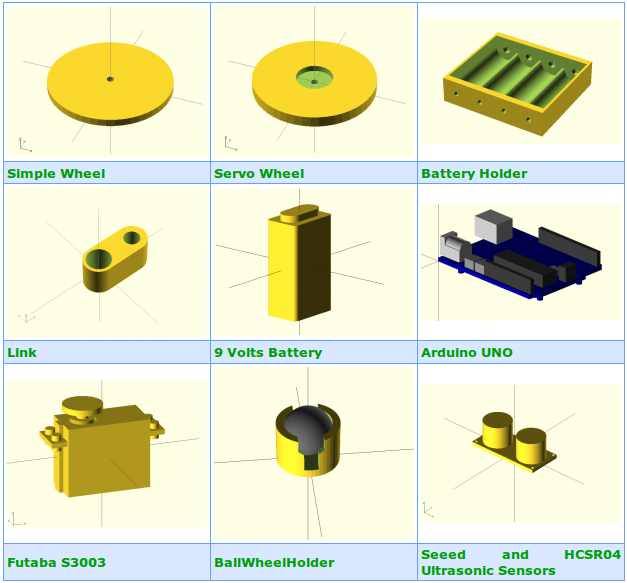 Simple Wheel
Servo Wheel
Battery Holder
Link
9 Volts Battery
Arduino UNO
Futaba S3003
BallWheelHolder
Seeed and HCSR04
Ultrasonic Sensors